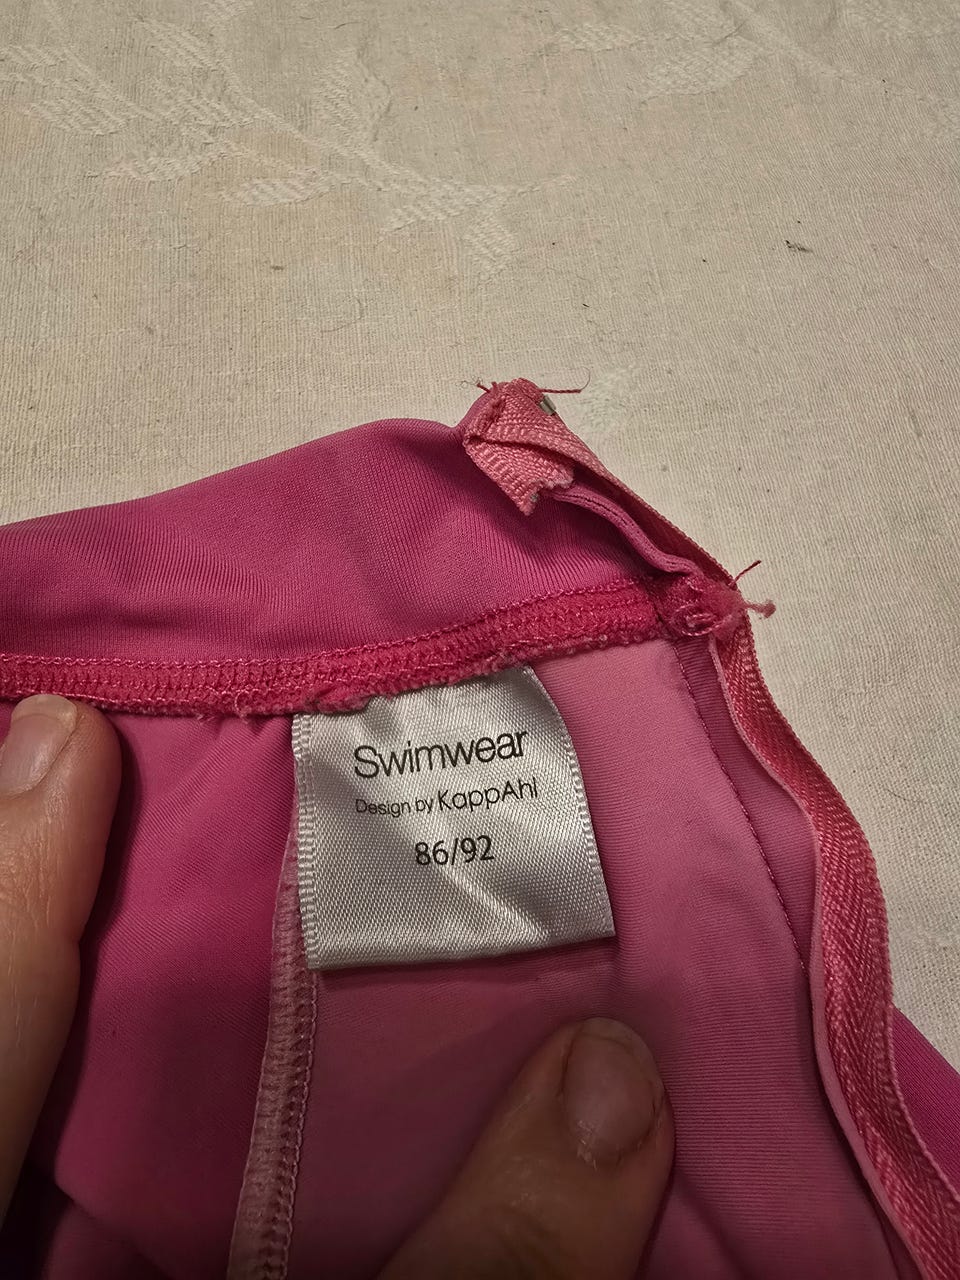 Swimwear
Design by KappAhl
86/92